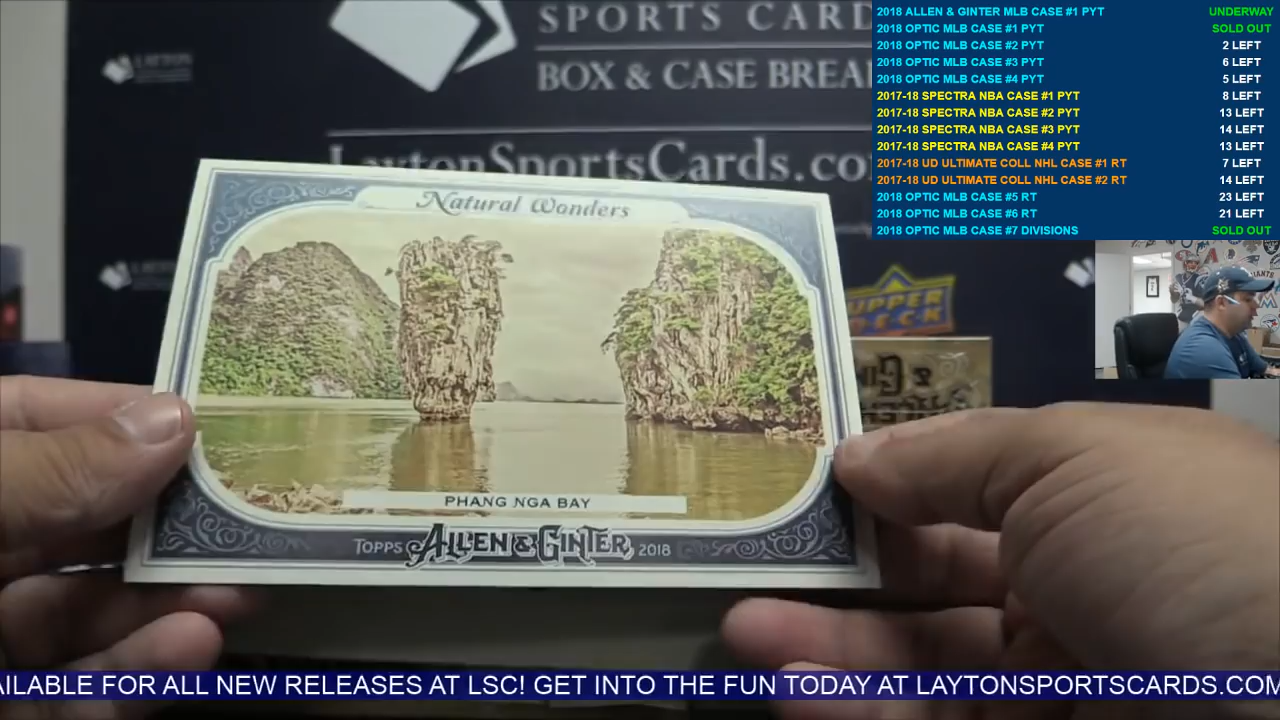 SPORTS CARD
BOX & CASE BREA
LaytonSportsCards.co
2018 ALLEN & GINTER MLB CASE #1 PYT UNDERWAY
2018 OPTIC MLB CASE #1 PYT SOLD OUT
2018 OPTIC MLB CASE #2 PYT 2 LEFT
2018 OPTIC MLB CASE #3 PYT 6 LEFT
2018 OPTIC MLB CASE #4 PYT 5 LEFT
2017-18 SPECTRA NBA CASE #1 PYT 8 LEFT
2017-18 SPECTRA NBA CASE #2 PYT 13 LEFT
2017-18 SPECTRA NBA CASE #3 PYT 14 LEFT
2017-18 SPECTRA NBA CASE #4 PYT 13 LEFT
2017-18 UD ULTIMATE COLL NHL CASE #1 RT 7 LEFT
2017-18 UD ULTIMATE COLL NHL CASE #2 RT 14 LEFT
2018 OPTIC MLB CASE #5 RT 23 LEFT
2018 OPTIC MLB CASE #6 RT 21 LEFT
2018 OPTIC MLB CASE #7 DIVISIONS SOLD OUT
Natural Wonders
UPPER
DECK
PHANG NGA BAY
TOPPS ALLEN & GINTER 2018
AILABLE FOR ALL NEW RELEASES AT LSC! GET INTO THE FUN TODAY AT LAYTONSPORTSCARDS.COM